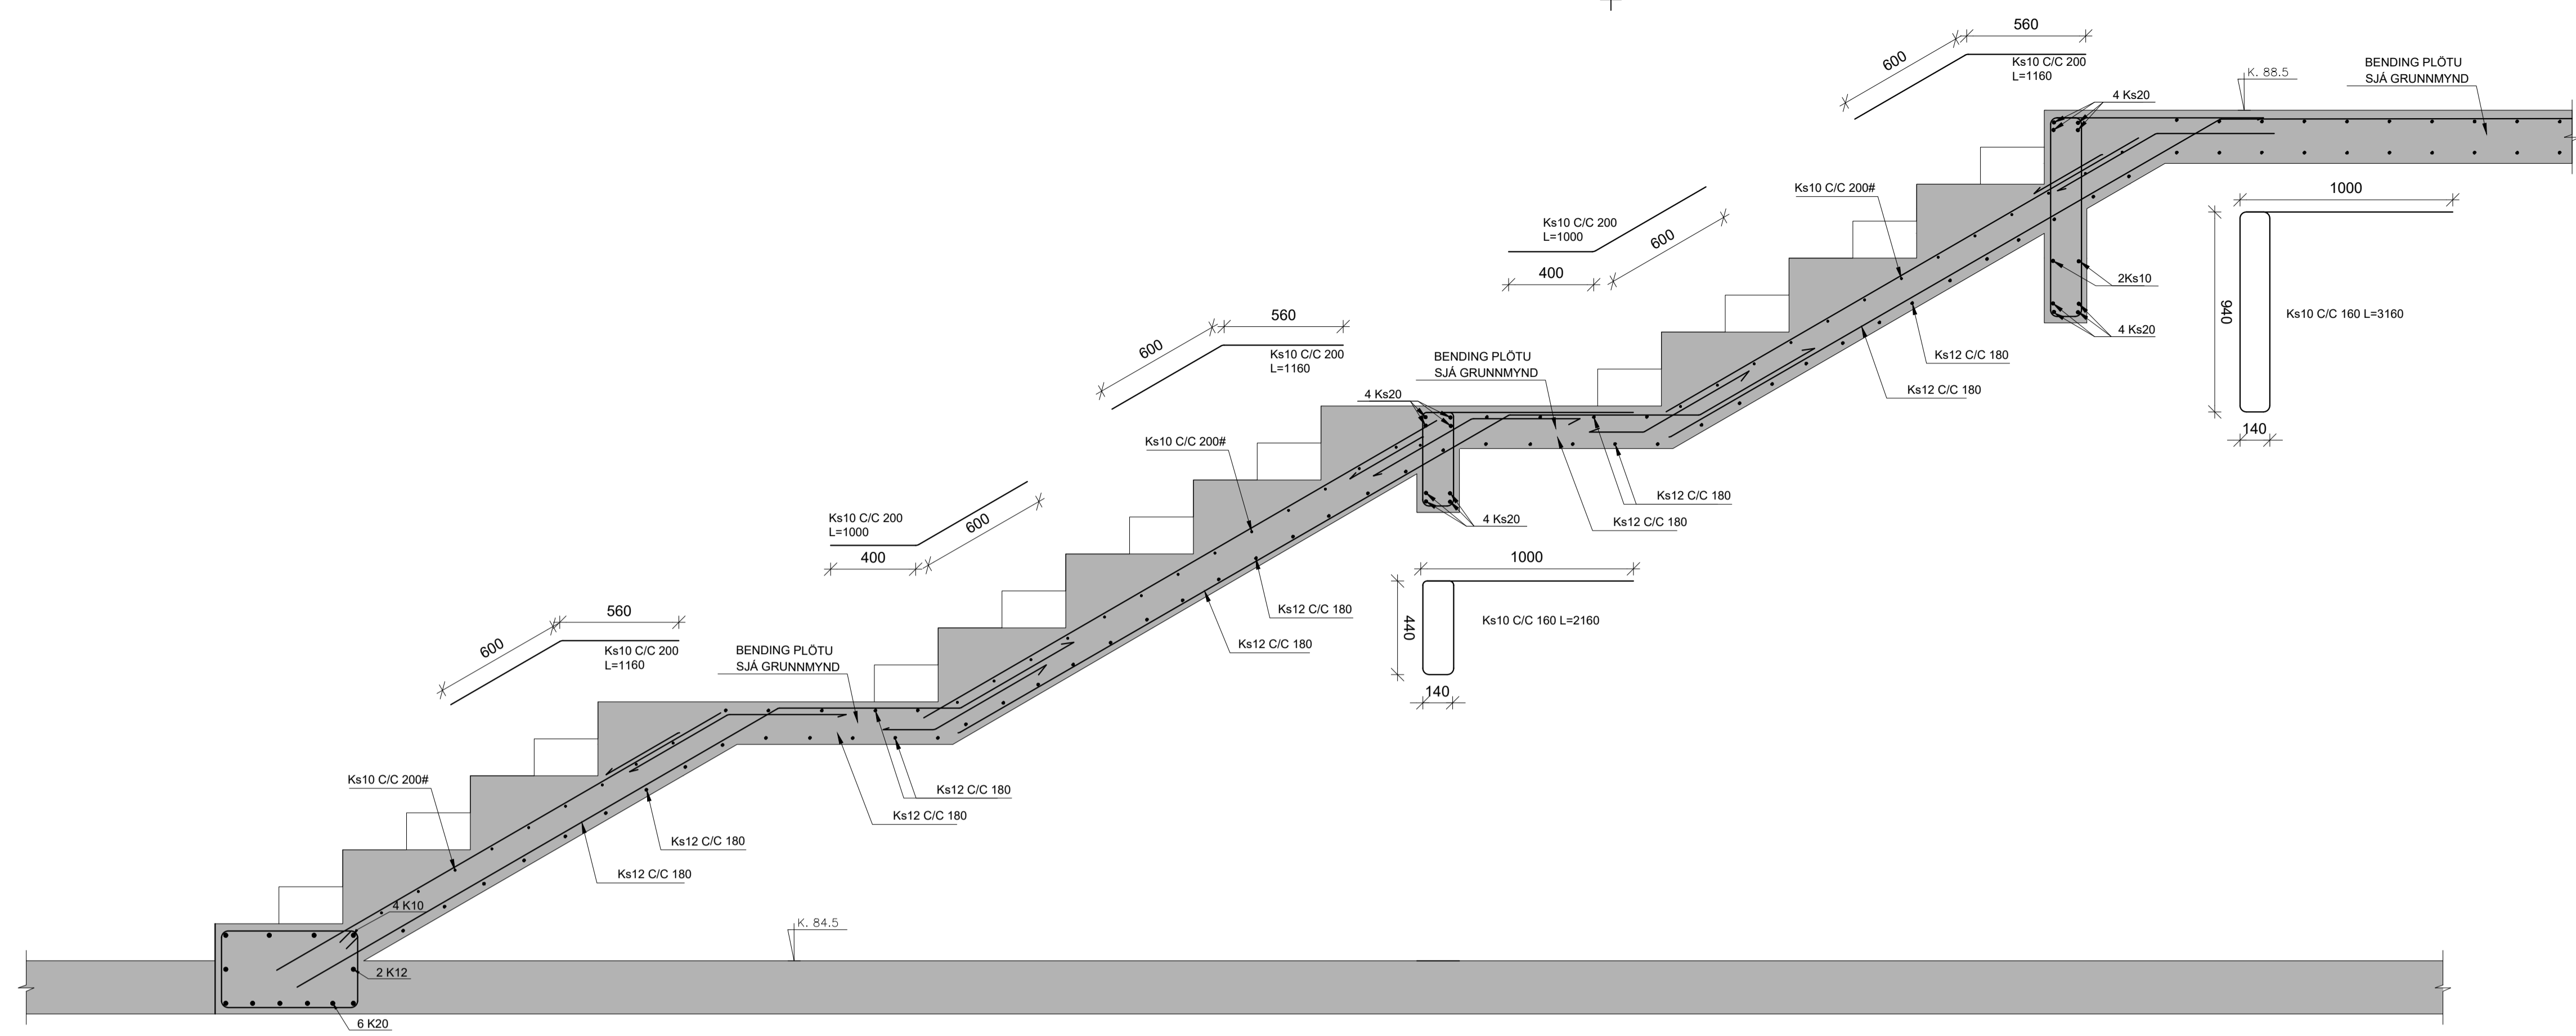 560
600
Ks10 C/C 200
L=1160
K. 88.5
BENDING PLÖTU
SJÁ GRUNNMYND
4 Ks20
Ks10 C/C 200#
1000
940
Ks10 C/C 160 L=3160
140
2Ks10
4 Ks20
Ks12 C/C 180
Ks12 C/C 180
Ks10 C/C 200
L=1000
600
400
560
600
Ks10 C/C 200
L=1160
BENDING PLÖTU
SJÁ GRUNNMYND
4 Ks20
Ks10 C/C 200#
Ks12 C/C 180
Ks12 C/C 180
4 Ks20
1000
440
Ks10 C/C 160 L=2160
140
Ks10 C/C 200
L=1000
600
400
Ks12 C/C 180
Ks12 C/C 180
560
600
Ks10 C/C 200
L=1160
BENDING PLÖTU
SJÁ GRUNNMYND
Ks10 C/C 200#
Ks12 C/C 180
Ks12 C/C 180
Ks12 C/C 180
Ks12 C/C 180
4 K10
K. 84.5
2 K12
6 K20